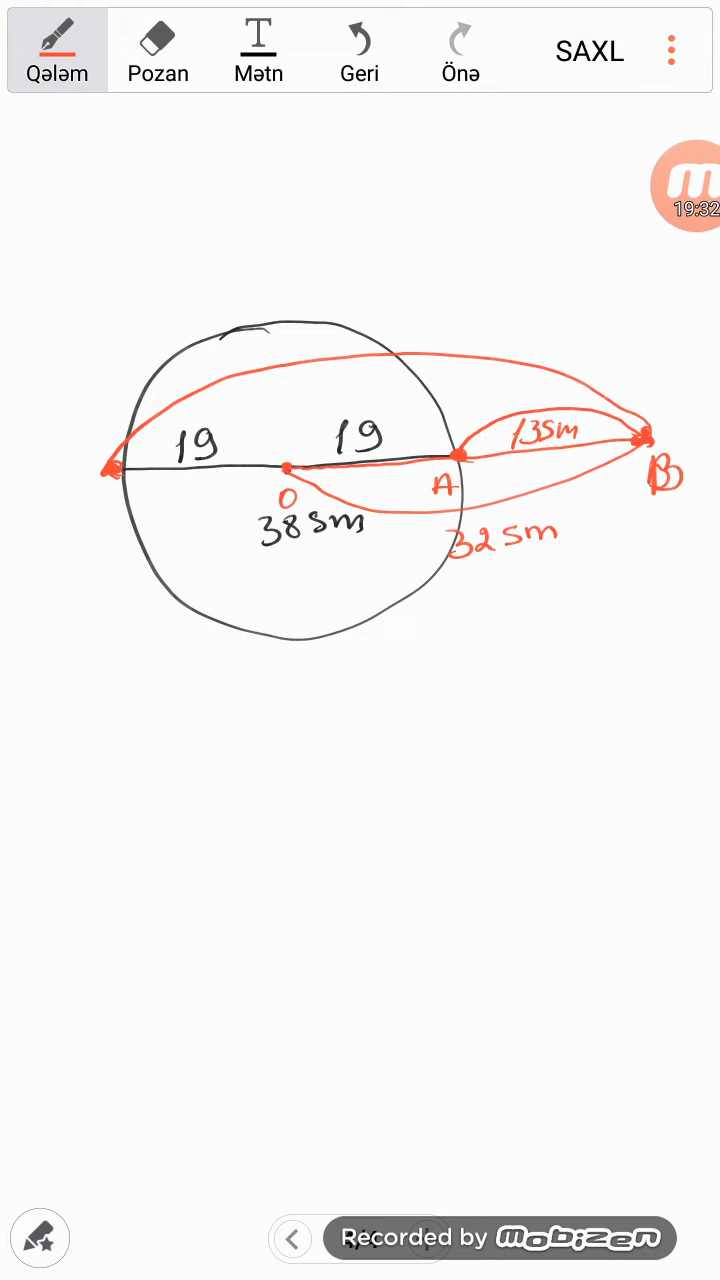 Qələm Pozan Mətn Geri Önə SAXL
19:32
19 19 13sm
O A B
38sm 32sm
Recorded by mobizen